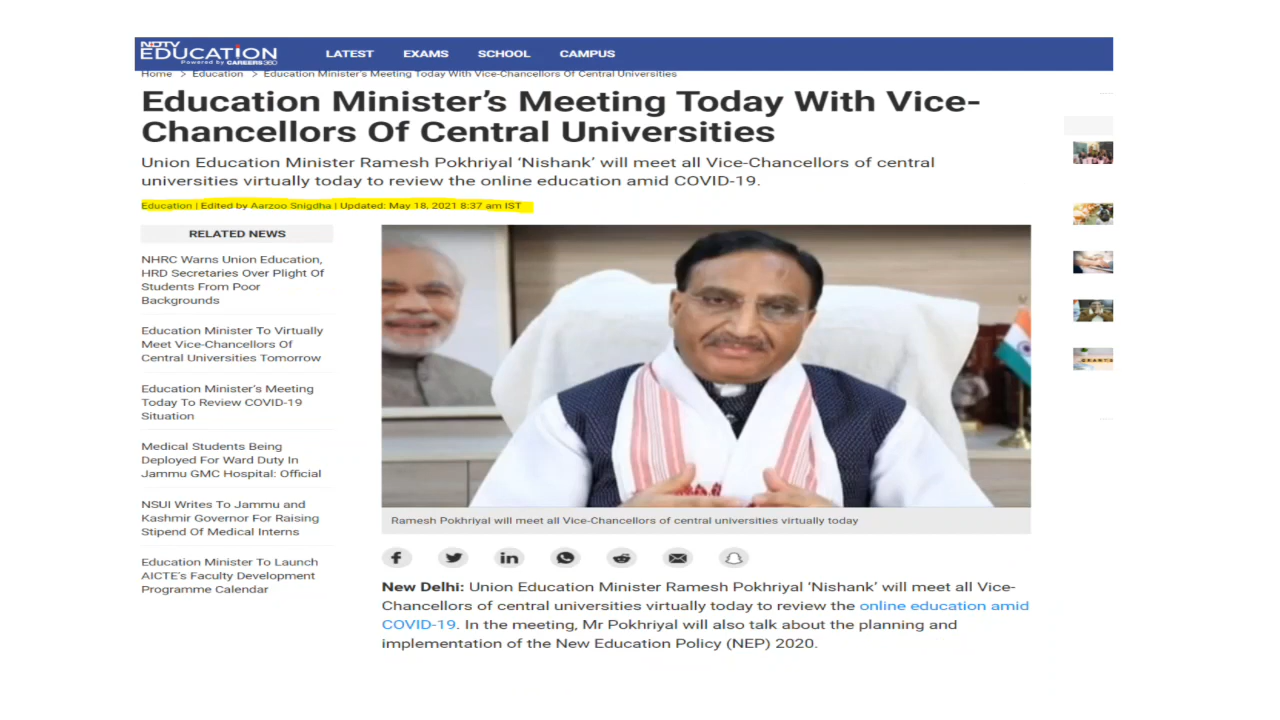 NDTV
EDUCATION
Powered by CAREERS360
LATEST
EXAMS
SCHOOL
CAMPUS
Home > Education > Education Minister's Meeting Today With Vice-Chancellors Of Central Universities
Education Minister’s Meeting Today With Vice-
Chancellors Of Central Universities
Union Education Minister Ramesh Pokhriyal ‘Nishank’ will meet all Vice-Chancellors of central
universities virtually today to review the online education amid COVID-19.
Education | Edited by Aarzoo Snigdha | Updated: May 18, 2021 8:37 am IST
RELATED NEWS
NHRC Warns Union Education,
HRD Secretaries Over Plight Of
Students From Poor
Backgrounds
Education Minister To Virtually
Meet Vice-Chancellors Of
Central Universities Tomorrow
Education Minister’s Meeting
Today To Review COVID-19
Situation
Medical Students Being
Deployed For Ward Duty In
Jammu GMC Hospital: Official
NSUI Writes To Jammu and
Kashmir Governor For Raising
Stipend Of Medical Interns
Education Minister To Launch
AICTE's Faculty Development
Programme Calendar
Ramesh Pokhriyal will meet all Vice-Chancellors of central universities virtually today
New Delhi: Union Education Minister Ramesh Pokhriyal ‘Nishank’ will meet all Vice-
Chancellors of central universities virtually today to review the online education amid
COVID-19. In the meeting, Mr Pokhriyal will also talk about the planning and
implementation of the New Education Policy (NEP) 2020.